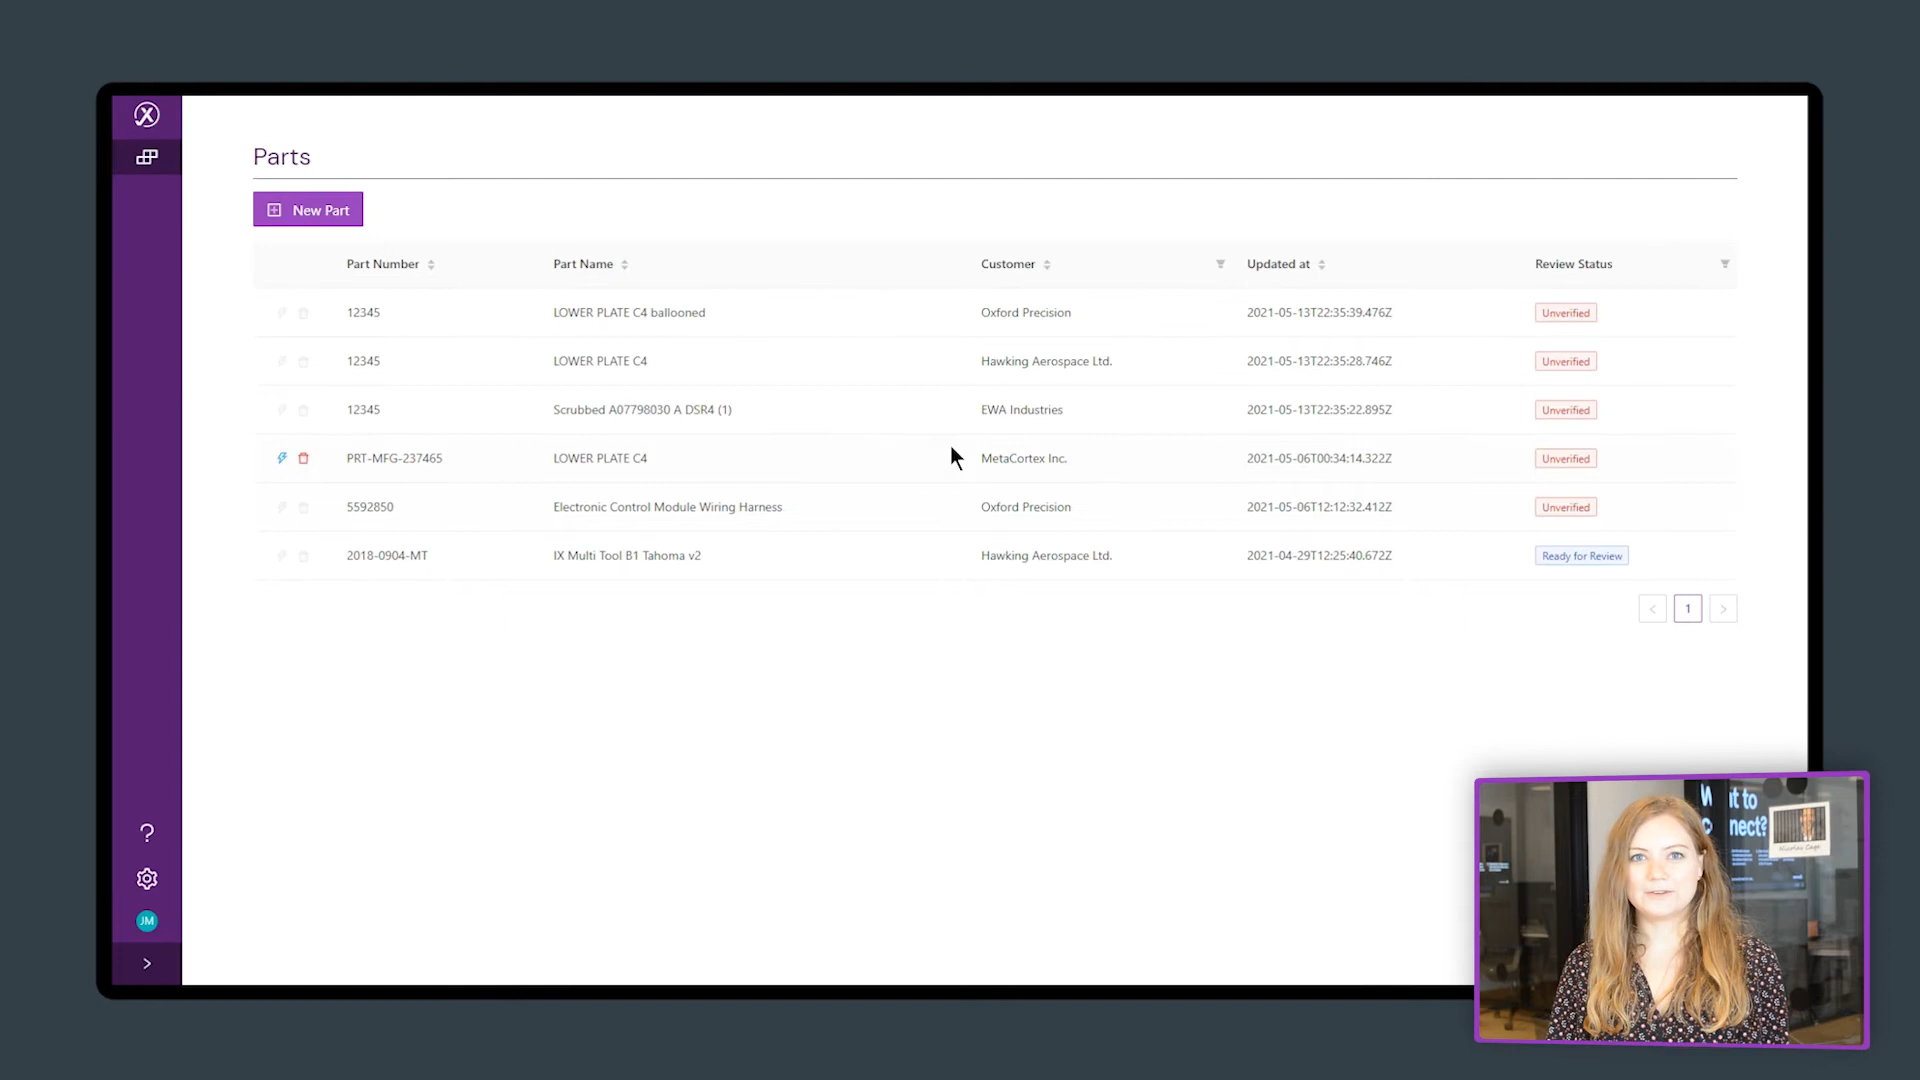 Parts
New Part
Part Number Part Name Customer Updated at Review Status
12345 LOWER PLATE C4 ballooned Oxford Precision 2021-05-13T22:35:39.476Z Unverified
12345 LOWER PLATE C4 Hawking Aerospace Ltd. 2021-05-13T22:35:28.746Z Unverified
12345 Scrubbed A07798030 A DSR4 (1) EWA Industries 2021-05-13T22:35:22.895Z Unverified
PRT-MFG-237465 LOWER PLATE C4 MetaCortex Inc. 2021-05-06T00:34:14.322Z Unverified
5592850 Electronic Control Module Wiring Harness Oxford Precision 2021-05-06T12:12:32.412Z Unverified
2018-0904-MT IX Multi Tool B1 Tahoma v2 Hawking Aerospace Ltd. 2021-04-29T12:25:40.672Z Ready for Review
< 1 >
?
JM
>
to
nect?
Nicolas Cage